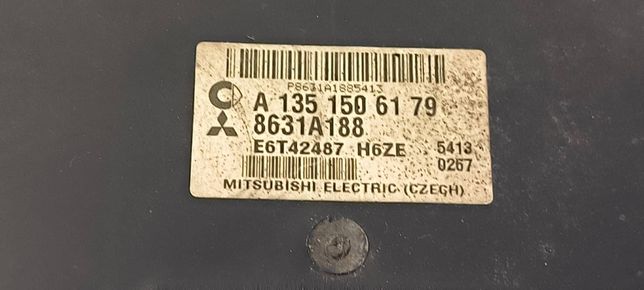 P8631A1885413
A 135 150 61 79
8631A188
E6T42487 H6ZE 5413
0267
MITSUBISHI ELECTRIC (CZECH)